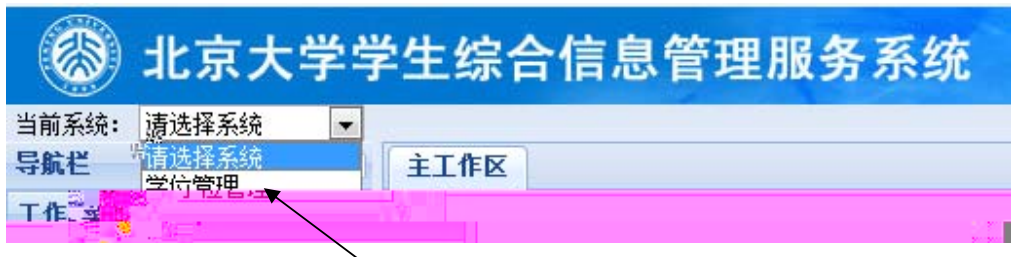 北京大学学生综合信息管理服务系统
当前系统: 请选择系统
导航栏
请选择系统
主工作区
学位管理
工作